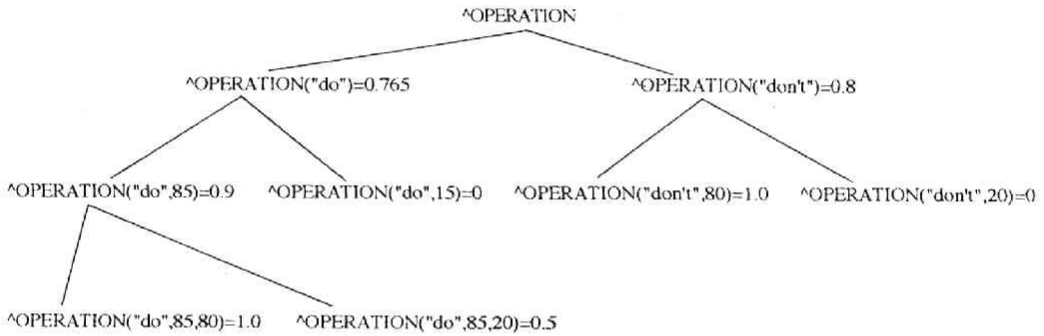 ^OPERATION
^OPERATION("do")=0.765 ^OPERATION("don't")=0.8
^OPERATION("do",85)=0.9 ^OPERATION("do",15)=0 ^OPERATION("don't",80)=1.0 ^OPERATION("don't",20)=0
^OPERATION("do",85,80)=1.0 ^OPERATION("do",85,20)=0.5